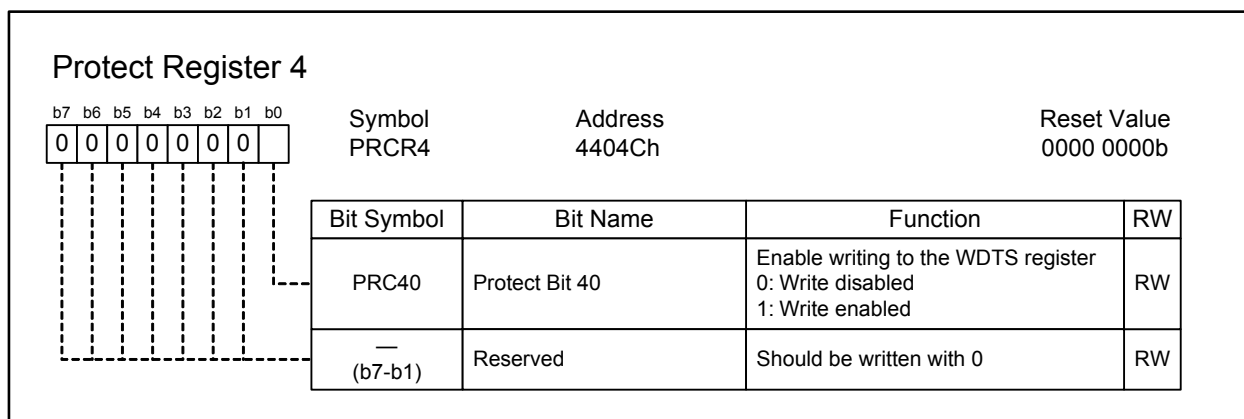 Protect Register 4
b7 b6 b5 b4 b3 b2 b1 b0
0 0 0 0 0 0 0
Symbol Address Reset Value
PRCR4 4404Ch 0000 0000b
Bit Symbol Bit Name Function RW
PRC40 Protect Bit 40 Enable writing to the WDTS register
0: Write disabled
1: Write enabled RW
—
(b7-b1) Reserved Should be written with 0 RW